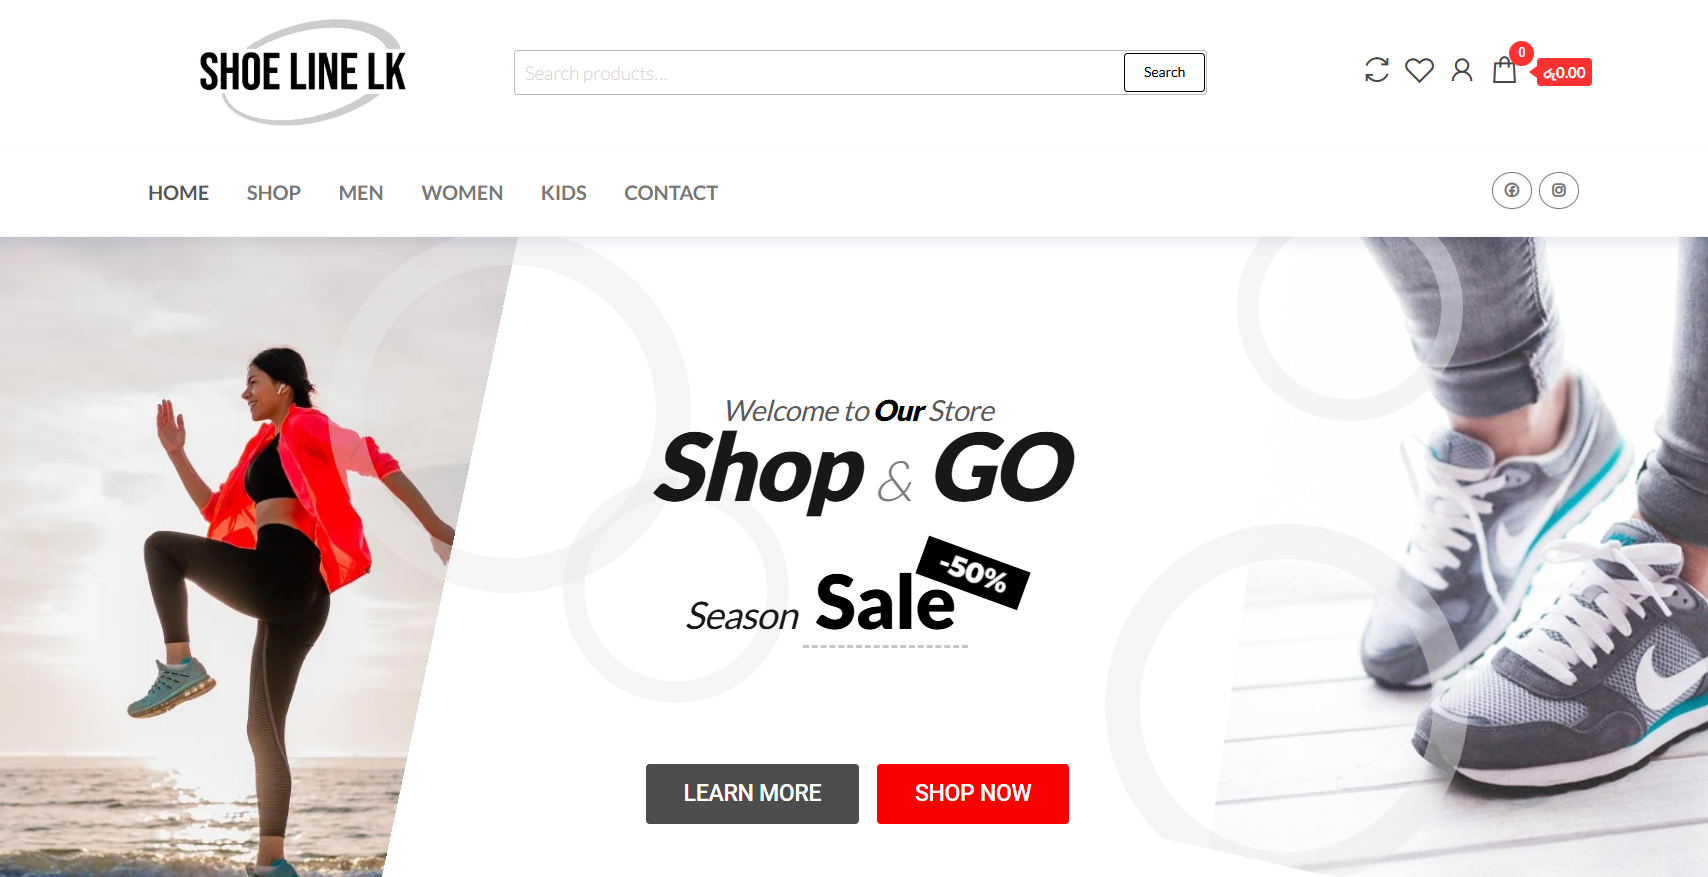 SHOE LINE LK
Search products...
Search
0
රු0.00
HOME SHOP MEN WOMEN KIDS CONTACT
Welcome to Our Store
Shop & GO
-50%
Season Sale
LEARN MORE SHOP NOW